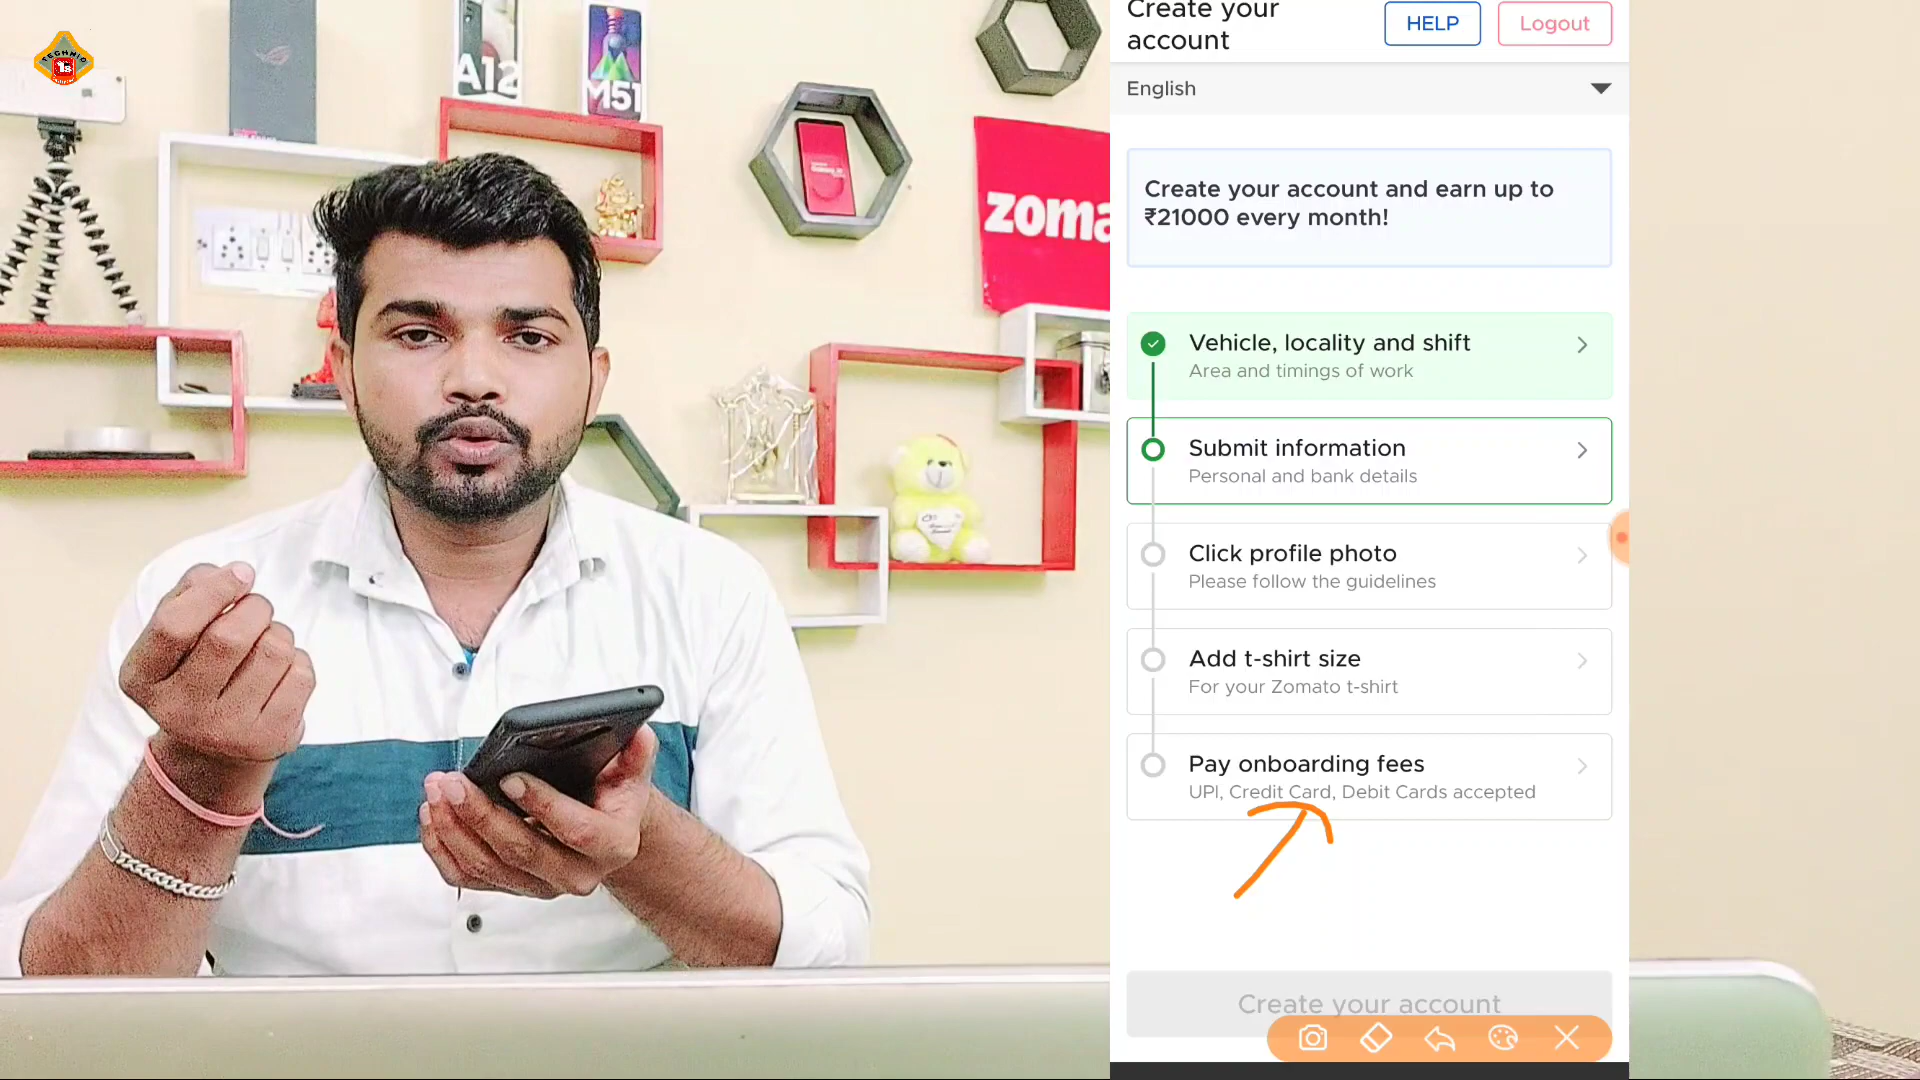 TECHNIO
1s
A12
M51
zoma
Create your
account
HELP
Logout
English
Create your account and earn up to
₹21000 every month!
Vehicle, locality and shift
Area and timings of work
Submit information
Personal and bank details
Click profile photo
Please follow the guidelines
Add t-shirt size
For your Zomato t-shirt
Pay onboarding fees
UPI, Credit Card, Debit Cards accepted
Create your account